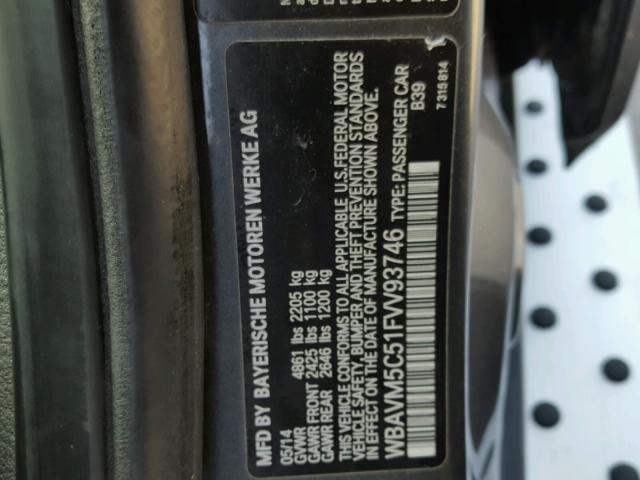 MFD BY BAYERISCHE MOTOREN WERKE AG
05/14
GVWR 4861 lbs 2205 kg
GAWR FRONT 2425 lbs 1100 kg
GAWR REAR 2646 lbs 1200 kg
THIS VEHICLE CONFORMS TO ALL APPLICABLE U.S.FEDERAL MOTOR
VEHICLE SAFETY, BUMPER AND THEFT PREVENTION STANDARDS
IN EFFECT ON THE DATE OF MANUFACTURE SHOWN ABOVE.
WBAVM5C51FVV93746 TYPE: PASSENGER CAR
B39
7315814